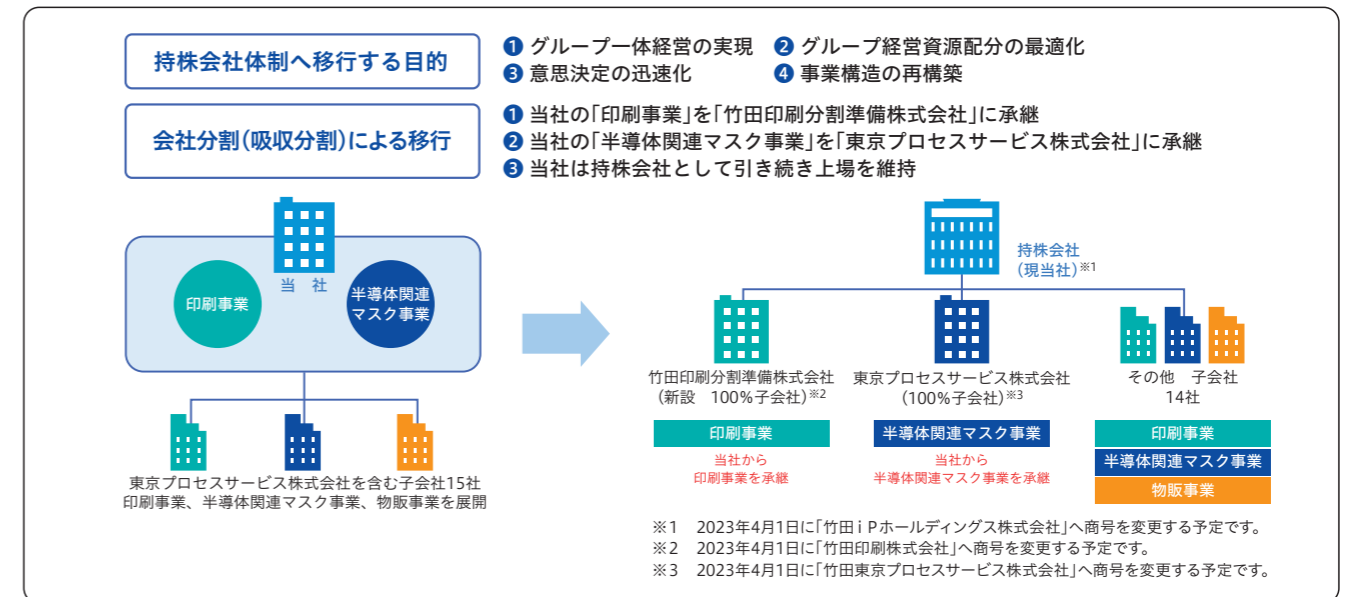 持株会社体制へ移行する目的
❶ グループ一体経営の実現 ❷ グループ経営資源配分の最適化
❸ 意思決定の迅速化 ❹ 事業構造の再構築
会社分割(吸収分割)による移行
❶ 当社の「印刷事業」を「竹田印刷分割準備株式会社」に承継
❷ 当社の「半導体関連マスク事業」を「東京プロセスサービス株式会社」に承継
❸ 当社は持株会社として引き続き上場を維持
当 社
印刷事業
半導体関連
マスク事業
東京プロセスサービス株式会社を含む子会社15社
印刷事業、半導体関連マスク事業、物販事業を展開
持株会社
(現当社)※1
竹田印刷分割準備株式会社
(新設 100%子会社)※2
印刷事業
当社から
印刷事業を承継
東京プロセスサービス株式会社
(100%子会社)※3
半導体関連マスク事業
当社から
半導体関連マスク事業を承継
その他 子会社
14社
印刷事業
半導体関連マスク事業
物販事業
※1 2023年4月1日に「竹田iPホールディングス株式会社」へ商号を変更する予定です。
※2 2023年4月1日に「竹田印刷株式会社」へ商号を変更する予定です。
※3 2023年4月1日に「竹田東京プロセスサービス株式会社」へ商号を変更する予定です。